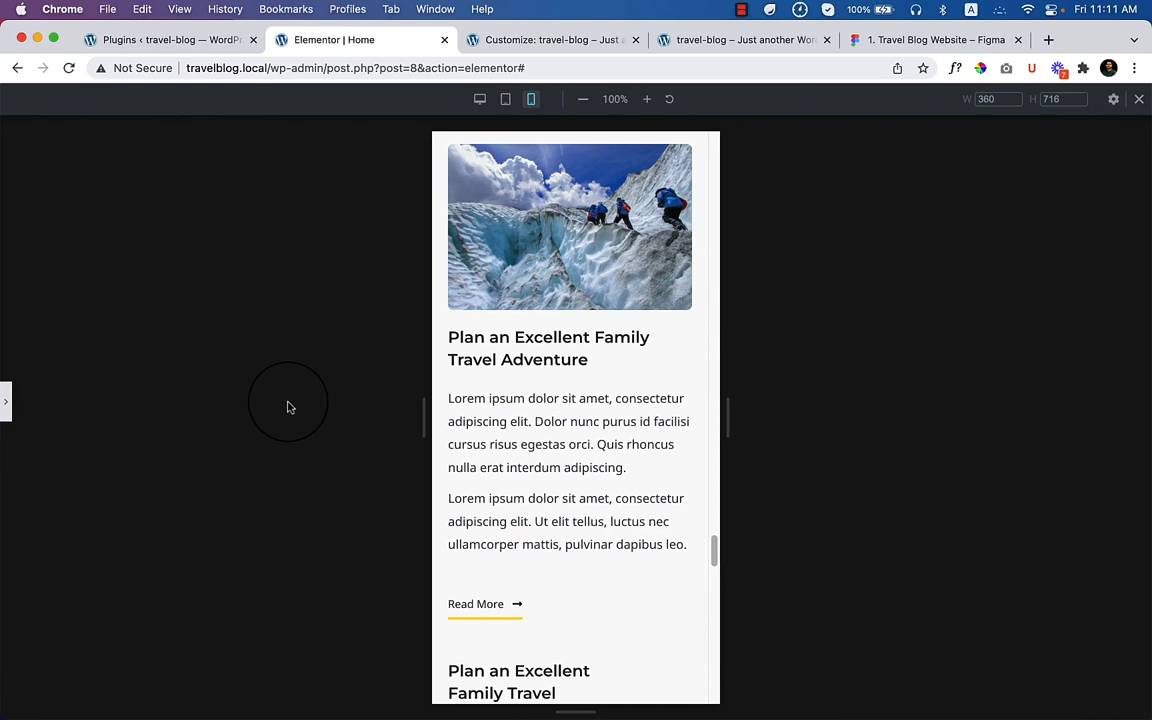 Chrome File Edit View History Bookmarks Profiles Tab Window Help 100% A Fri 11:11 AM
Plugins ‹ travel-blog — WordPr Elementor | Home Customize: travel-blog – Just a travel-blog – Just another Wor 1. Travel Blog Website – Figma
Not Secure travelblog.local/wp-admin/post.php?post=8&action=elementor# f? U 7
100% W 360 H 716
Plan an Excellent Family
Travel Adventure
Lorem ipsum dolor sit amet, consectetur
adipiscing elit. Dolor nunc purus id facilisi
cursus risus egestas orci. Quis rhoncus
nulla erat interdum adipiscing.
Lorem ipsum dolor sit amet, consectetur
adipiscing elit. Ut elit tellus, luctus nec
ullamcorper mattis, pulvinar dapibus leo.
Read More
Plan an Excellent
Family Travel